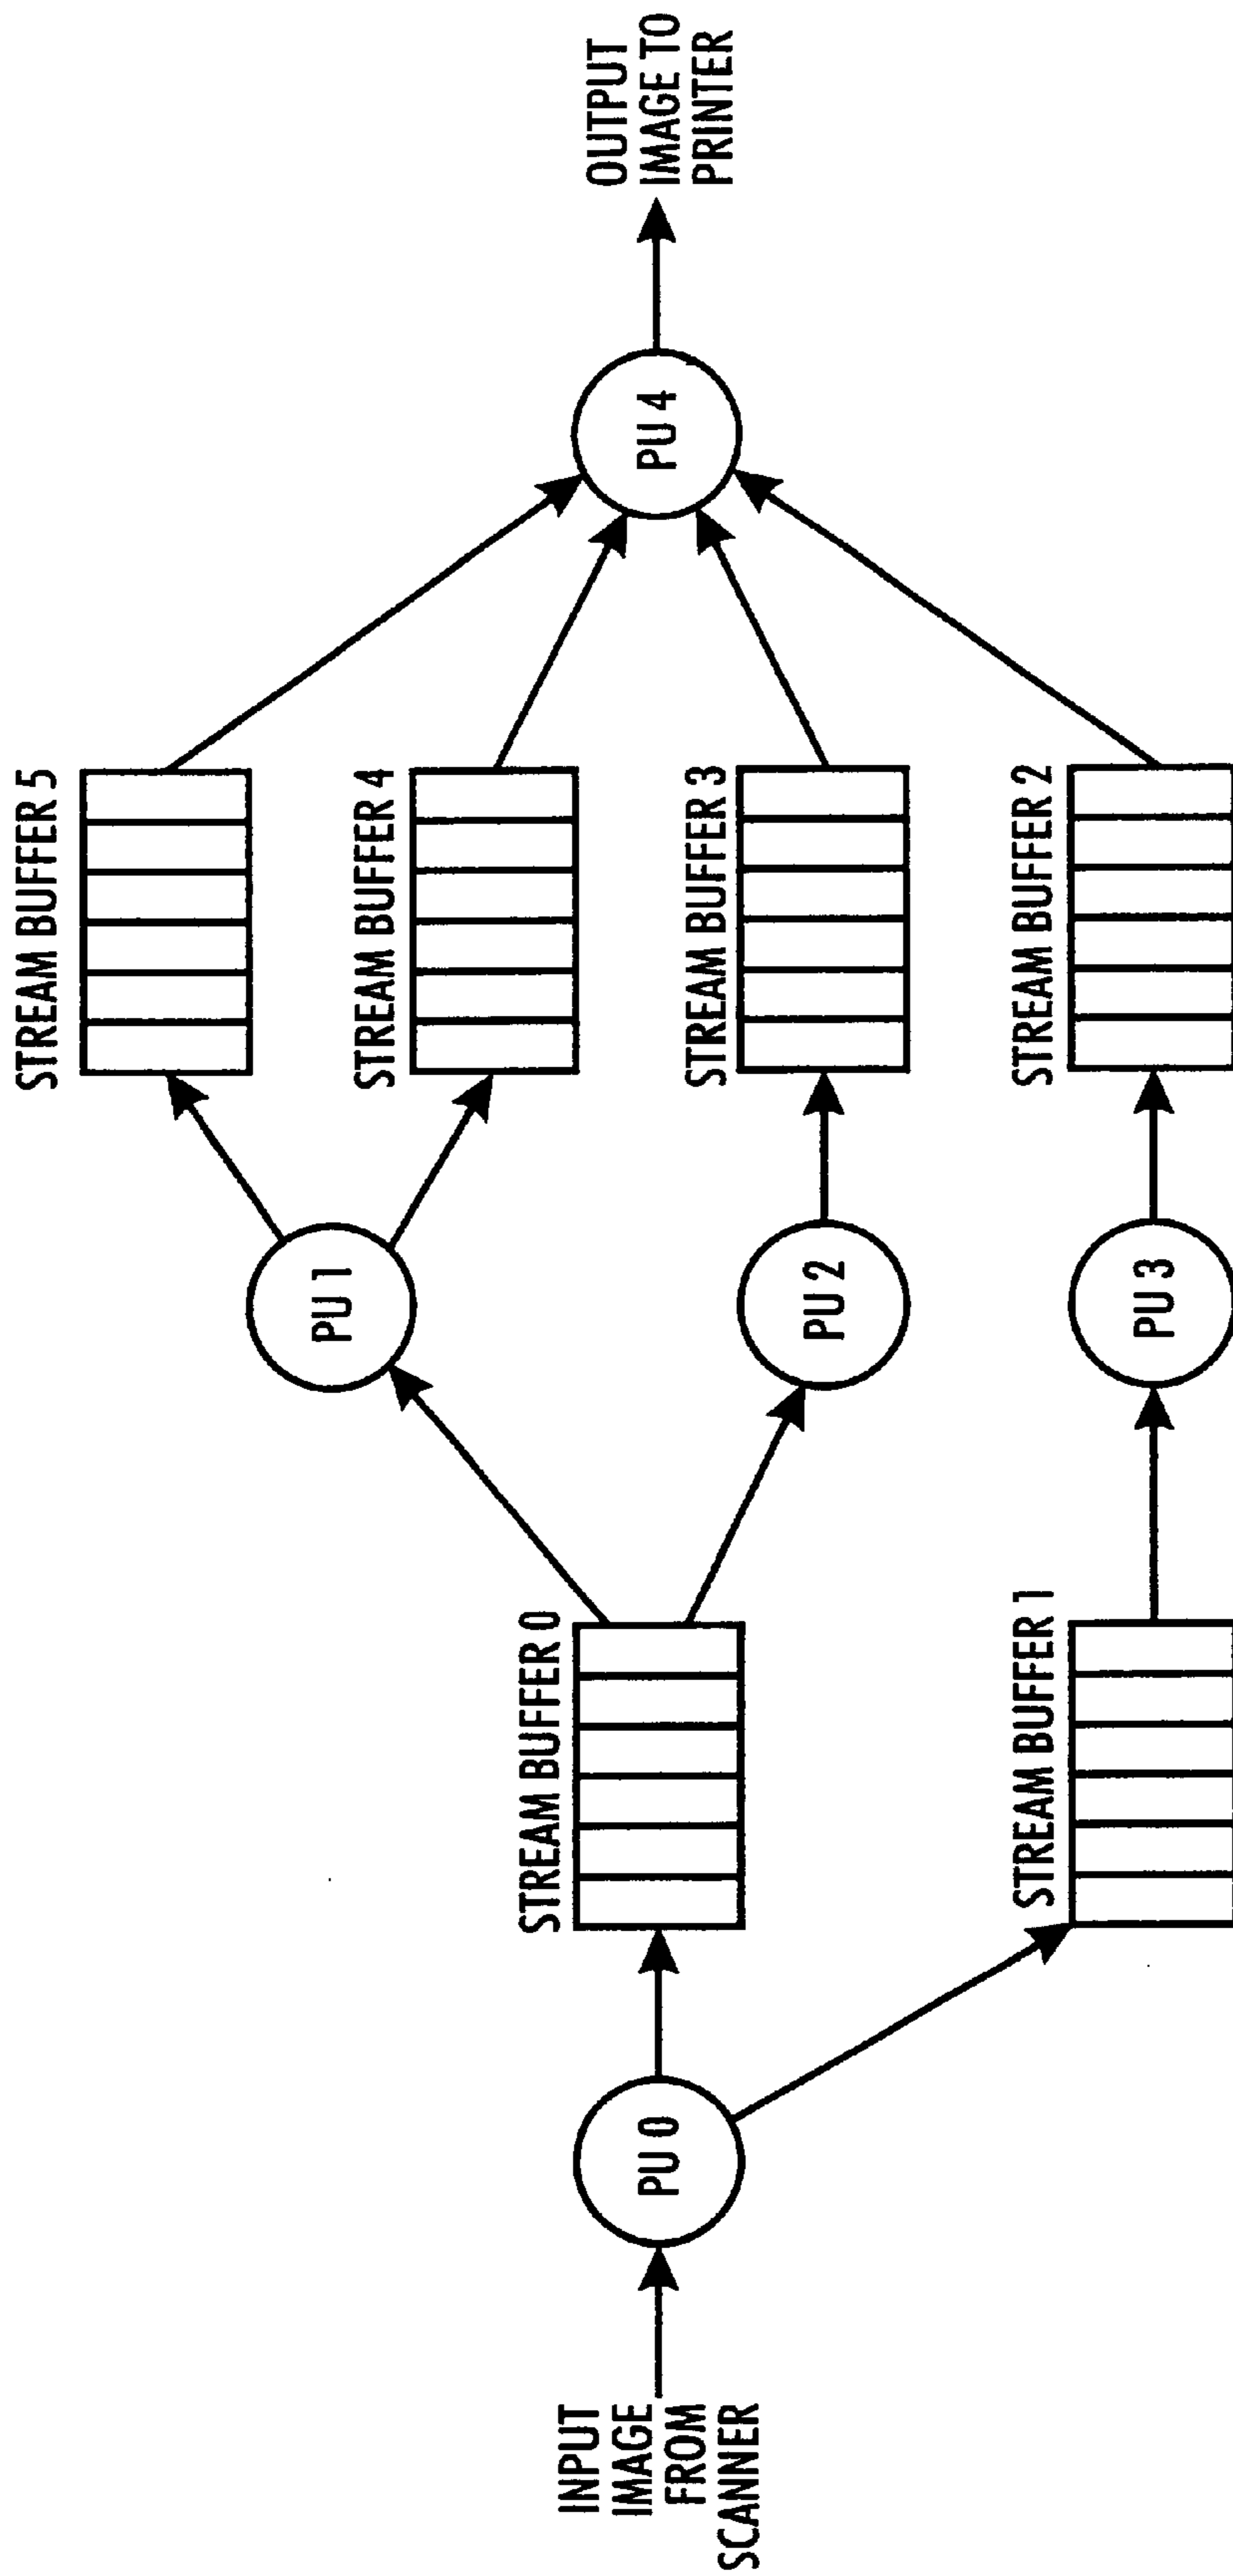 INPUT
IMAGE
FROM
SCANNER
PU 0
STREAM BUFFER 0
STREAM BUFFER 1
PU 1
PU 2
PU 3
STREAM BUFFER 5
STREAM BUFFER 4
STREAM BUFFER 3
STREAM BUFFER 2
PU 4
OUTPUT
IMAGE TO
PRINTER